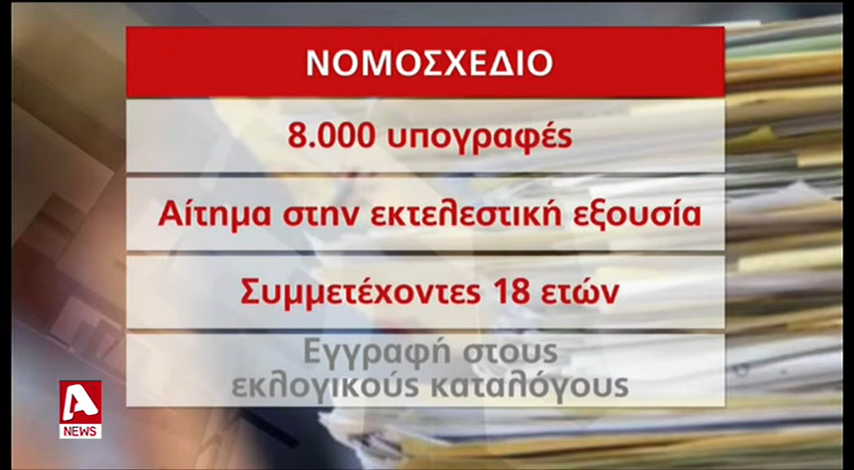 ΝΟΜΟΣΧΕΔΙΟ
8.000 υπογραφές
Αίτημα στην εκτελεστική εξουσία
Συμμετέχοντες 18 ετών
Εγγραφή στους
εκλογικούς καταλόγους
A
NEWS